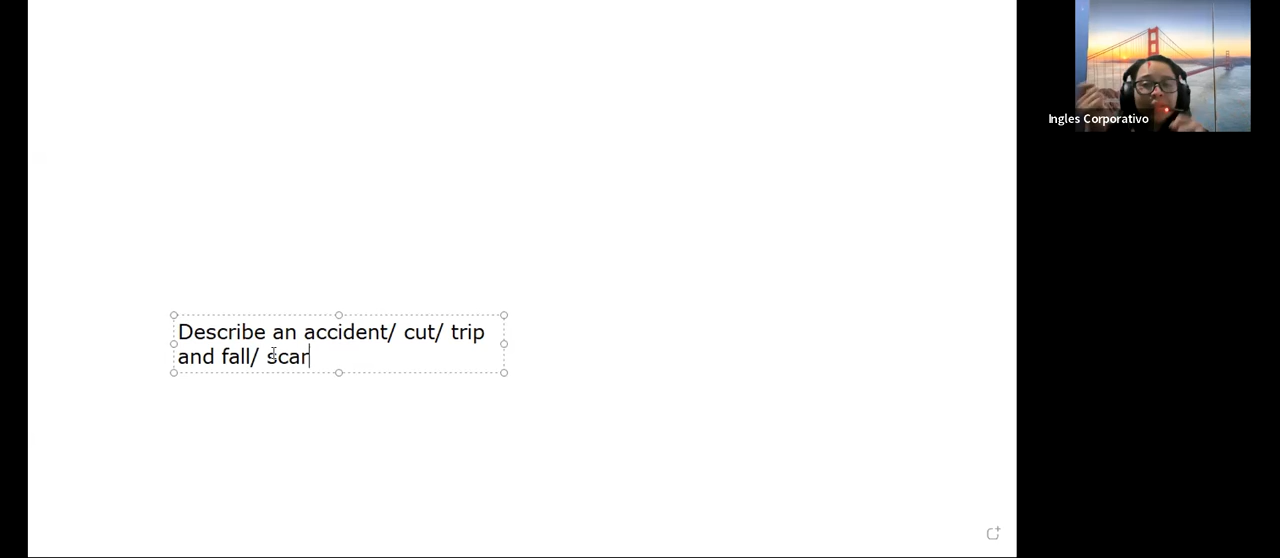 Ingles Corporativo
Describe an accident/ cut/ trip
and fall/ scar